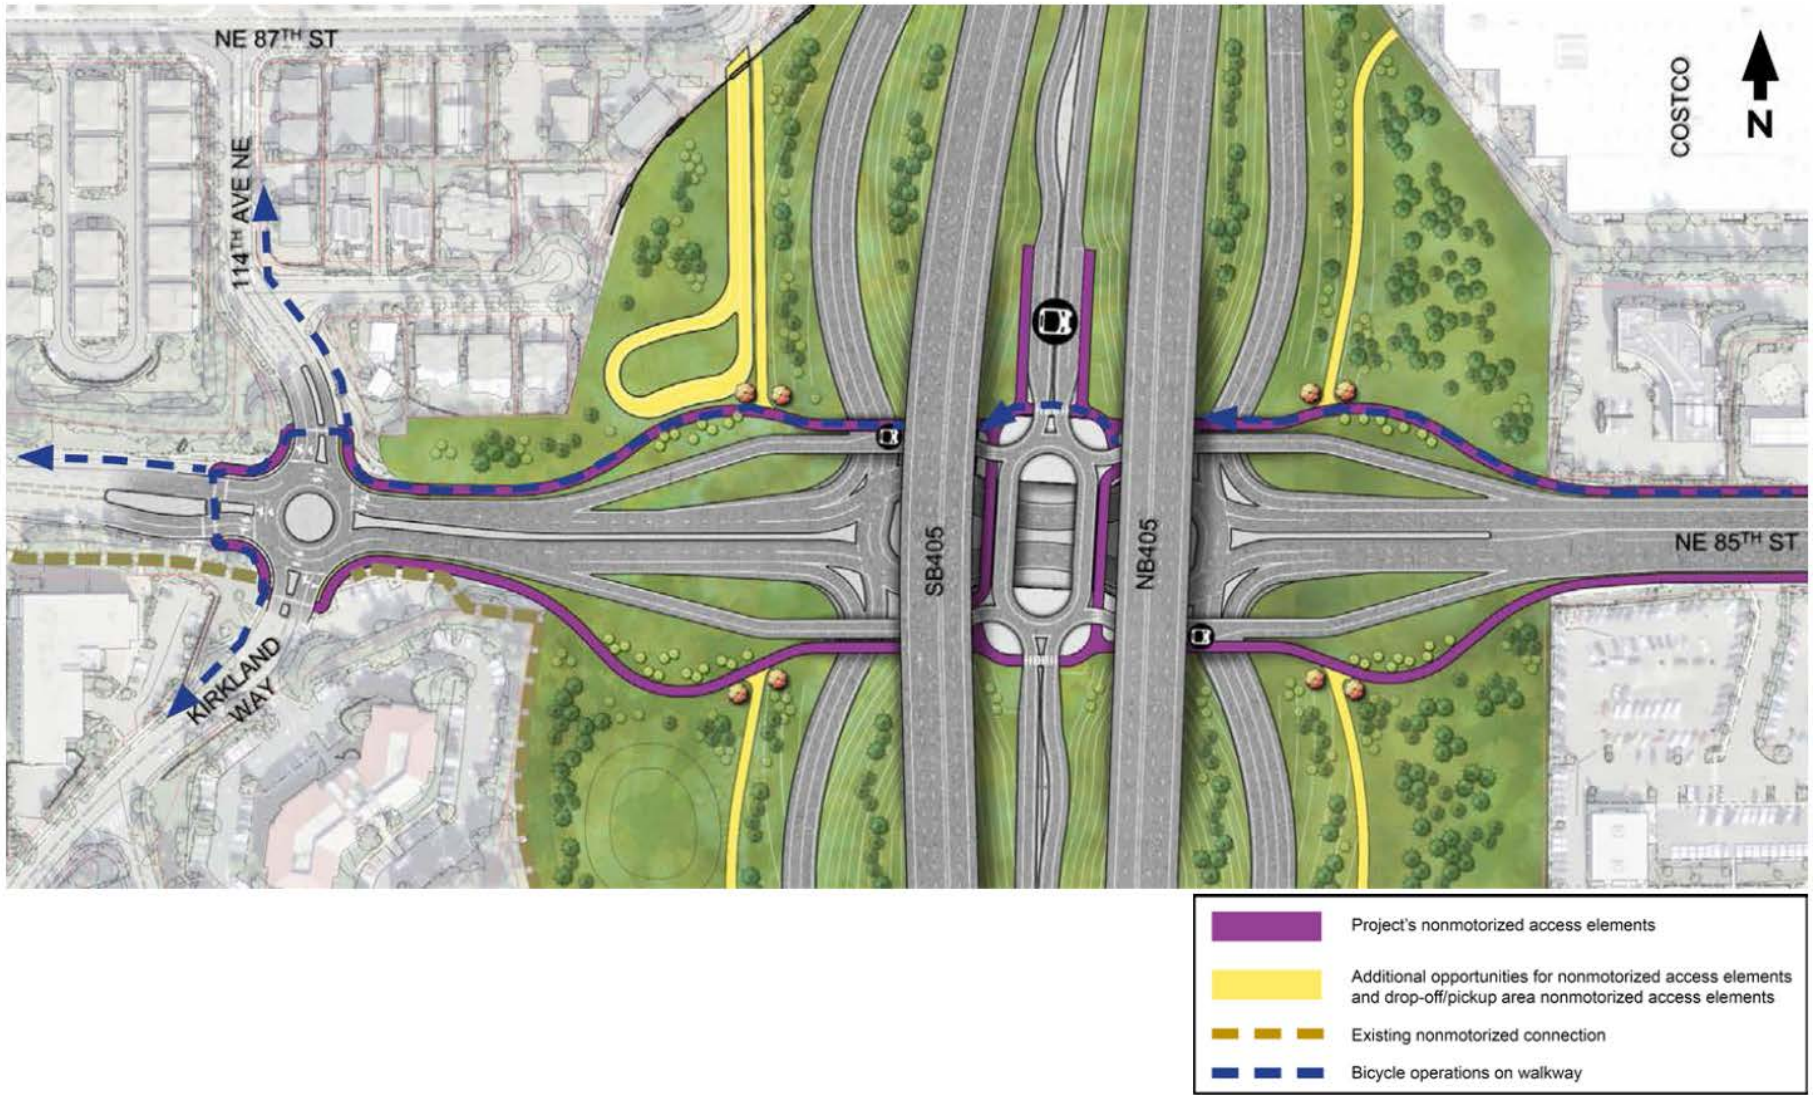 NE 87TH ST
COSTCO
N
114TH AVE NE
SB405
NB405
NE 85TH ST
KIRKLAND
WAY
Project's nonmotorized access elements
Additional opportunities for nonmotorized access elements
and drop-off/pickup area nonmotorized access elements
Existing nonmotorized connection
Bicycle operations on walkway